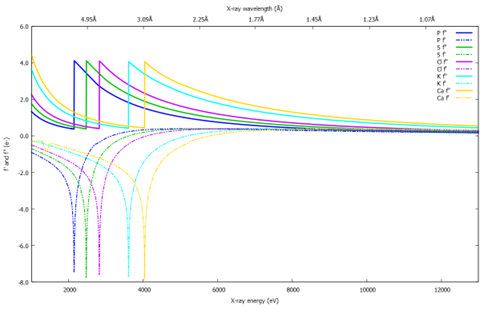 X-ray wavelength (Å)
4.95Å 3.09Å 2.25Å 1.77Å 1.45Å 1.23Å 1.07Å
6.0
4.0
2.0
0.0
-2.0
-4.0
-6.0
-8.0
f' and f" (e-)
P f"
P f'
S f"
S f'
Cl f"
Cl f'
K f"
K f'
Ca f"
Ca f'
2000 4000 6000 8000 10000 12000
X-ray energy (eV)